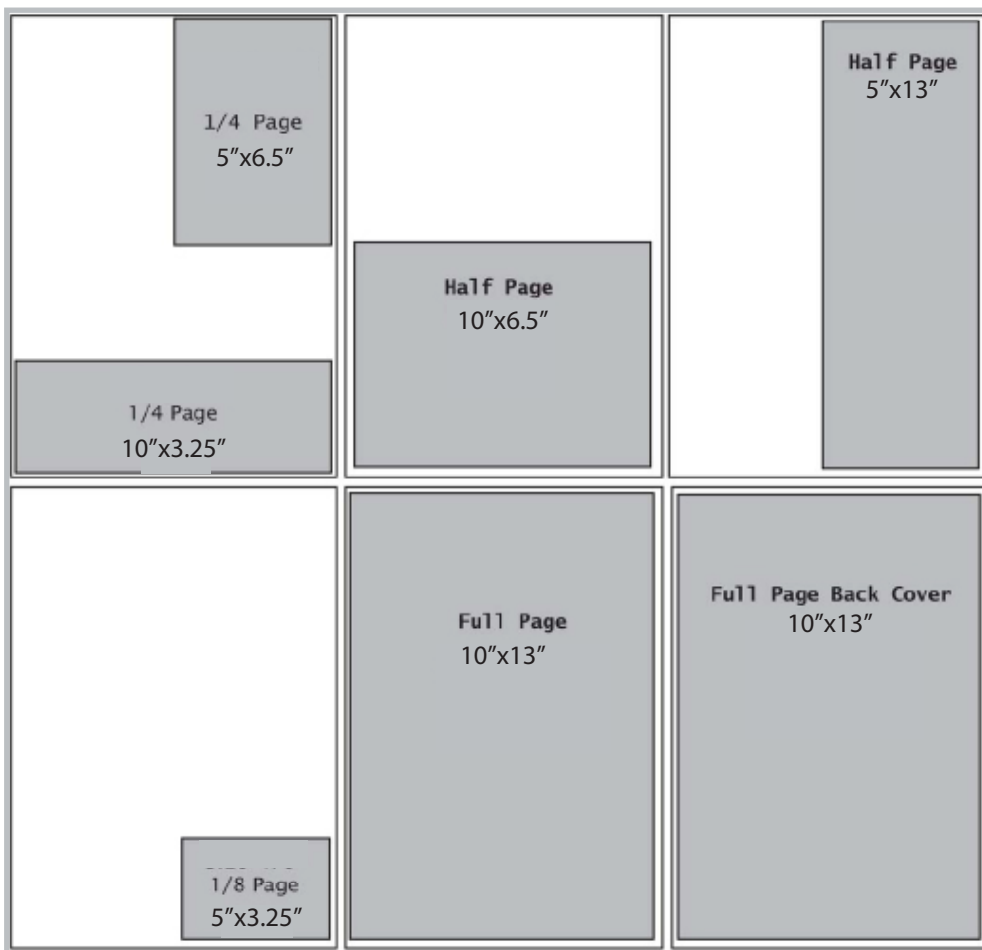 1/4 Page
5”x6.5”
1/4 Page
10”x3.25”
Half Page
10”x6.5”
Half Page
5”x13”
1/8 Page
5”x3.25”
Full Page
10”x13”
Full Page Back Cover
10”x13”